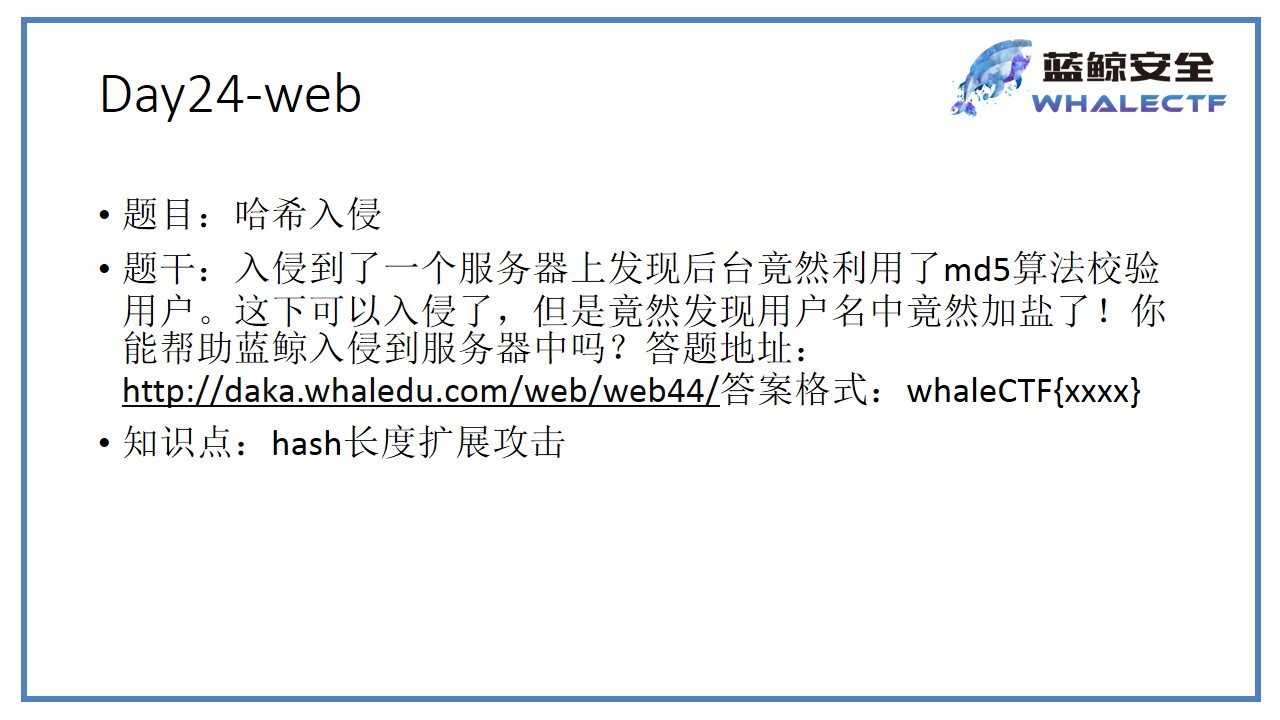 蓝鲸安全
WHALECTF
Day24-web
• 题目：哈希入侵
• 题干：入侵到了一个服务器上发现后台竟然利用了md5算法校验
用户。这下可以入侵了，但是竟然发现用户名中竟然加盐了！你
能帮助蓝鲸入侵到服务器中吗？答题地址：
http://daka.whaledu.com/web/web44/答案格式：whaleCTF{xxxx}
• 知识点：hash长度扩展攻击